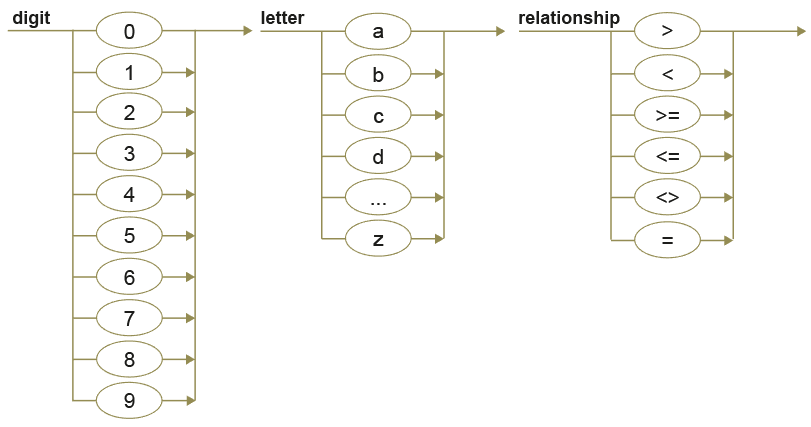 digit
0
1
2
3
4
5
6
7
8
9
letter
a
b
c
d
...
z
relationship
>
<
>=
<=
<>
=